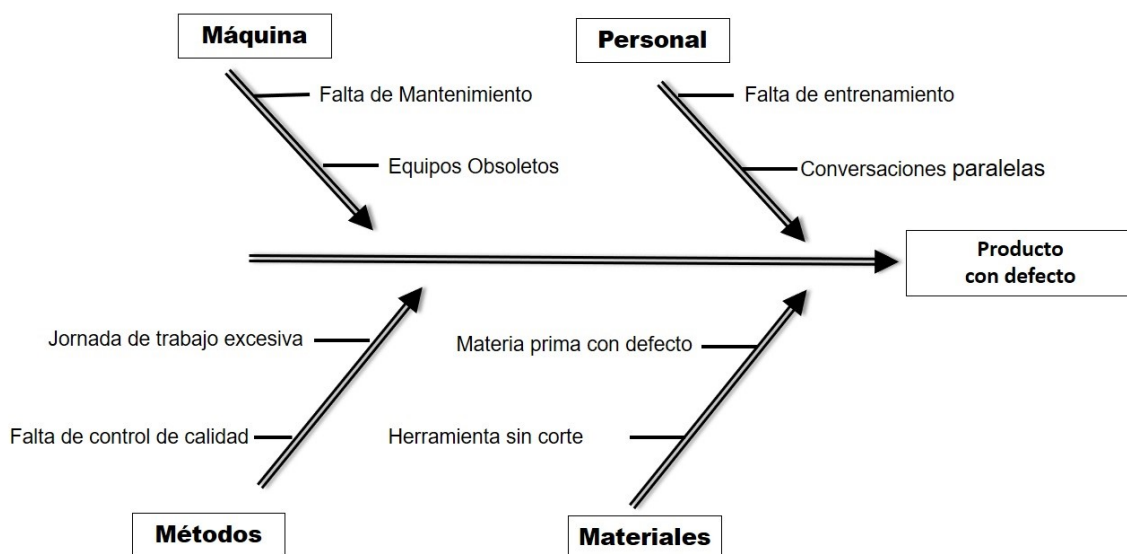 Máquina
Personal
Falta de Mantenimiento
Falta de entrenamiento
Equipos Obsoletos
Conversaciones paralelas
Producto
con defecto
Jornada de trabajo excesiva
Materia prima con defecto
Falta de control de calidad
Herramienta sin corte
Métodos
Materiales